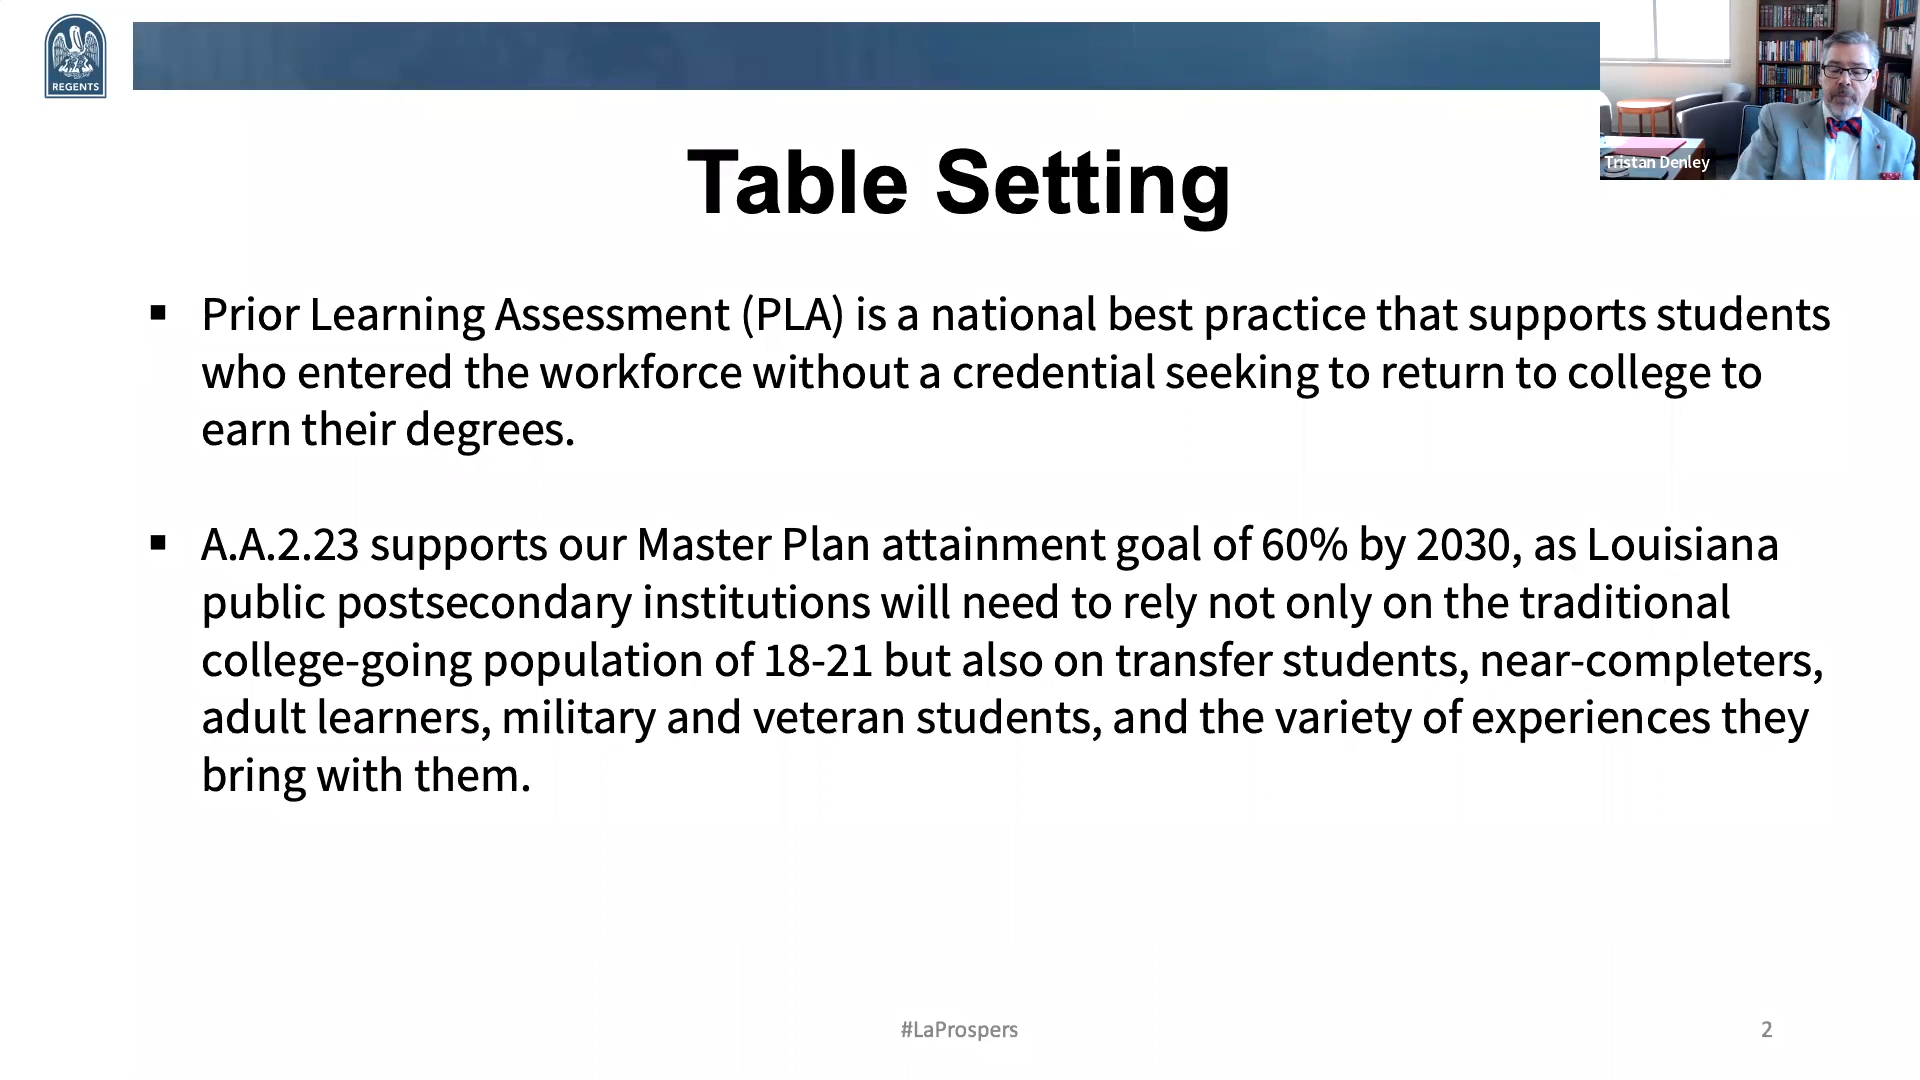 REGENTS
Tristan Denley
Table Setting
▪ Prior Learning Assessment (PLA) is a national best practice that supports students
who entered the workforce without a credential seeking to return to college to
earn their degrees.
▪ A.A.2.23 supports our Master Plan attainment goal of 60% by 2030, as Louisiana
public postsecondary institutions will need to rely not only on the traditional
college-going population of 18-21 but also on transfer students, near-completers,
adult learners, military and veteran students, and the variety of experiences they
bring with them.
#LaProspers
2